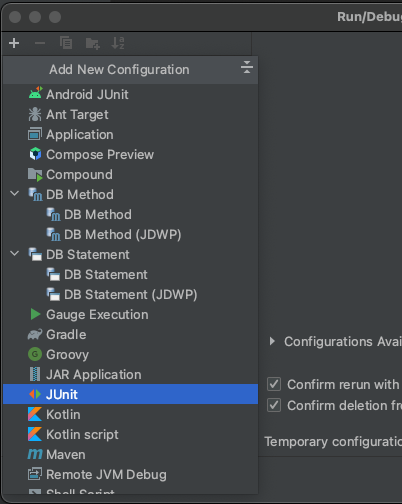 Run/Debug
Add New Configuration
Android JUnit
Ant Target
Application
Compose Preview
Compound
DB Method
DB Method
DB Method (JDWP)
DB Statement
DB Statement
DB Statement (JDWP)
Gauge Execution
Gradle
Configurations Avai
Groovy
JAR Application
Confirm rerun with
JUnit
Confirm deletion fr
Kotlin
Kotlin script
Temporary configuratio
Maven
Remote JVM Debug
Shell Script